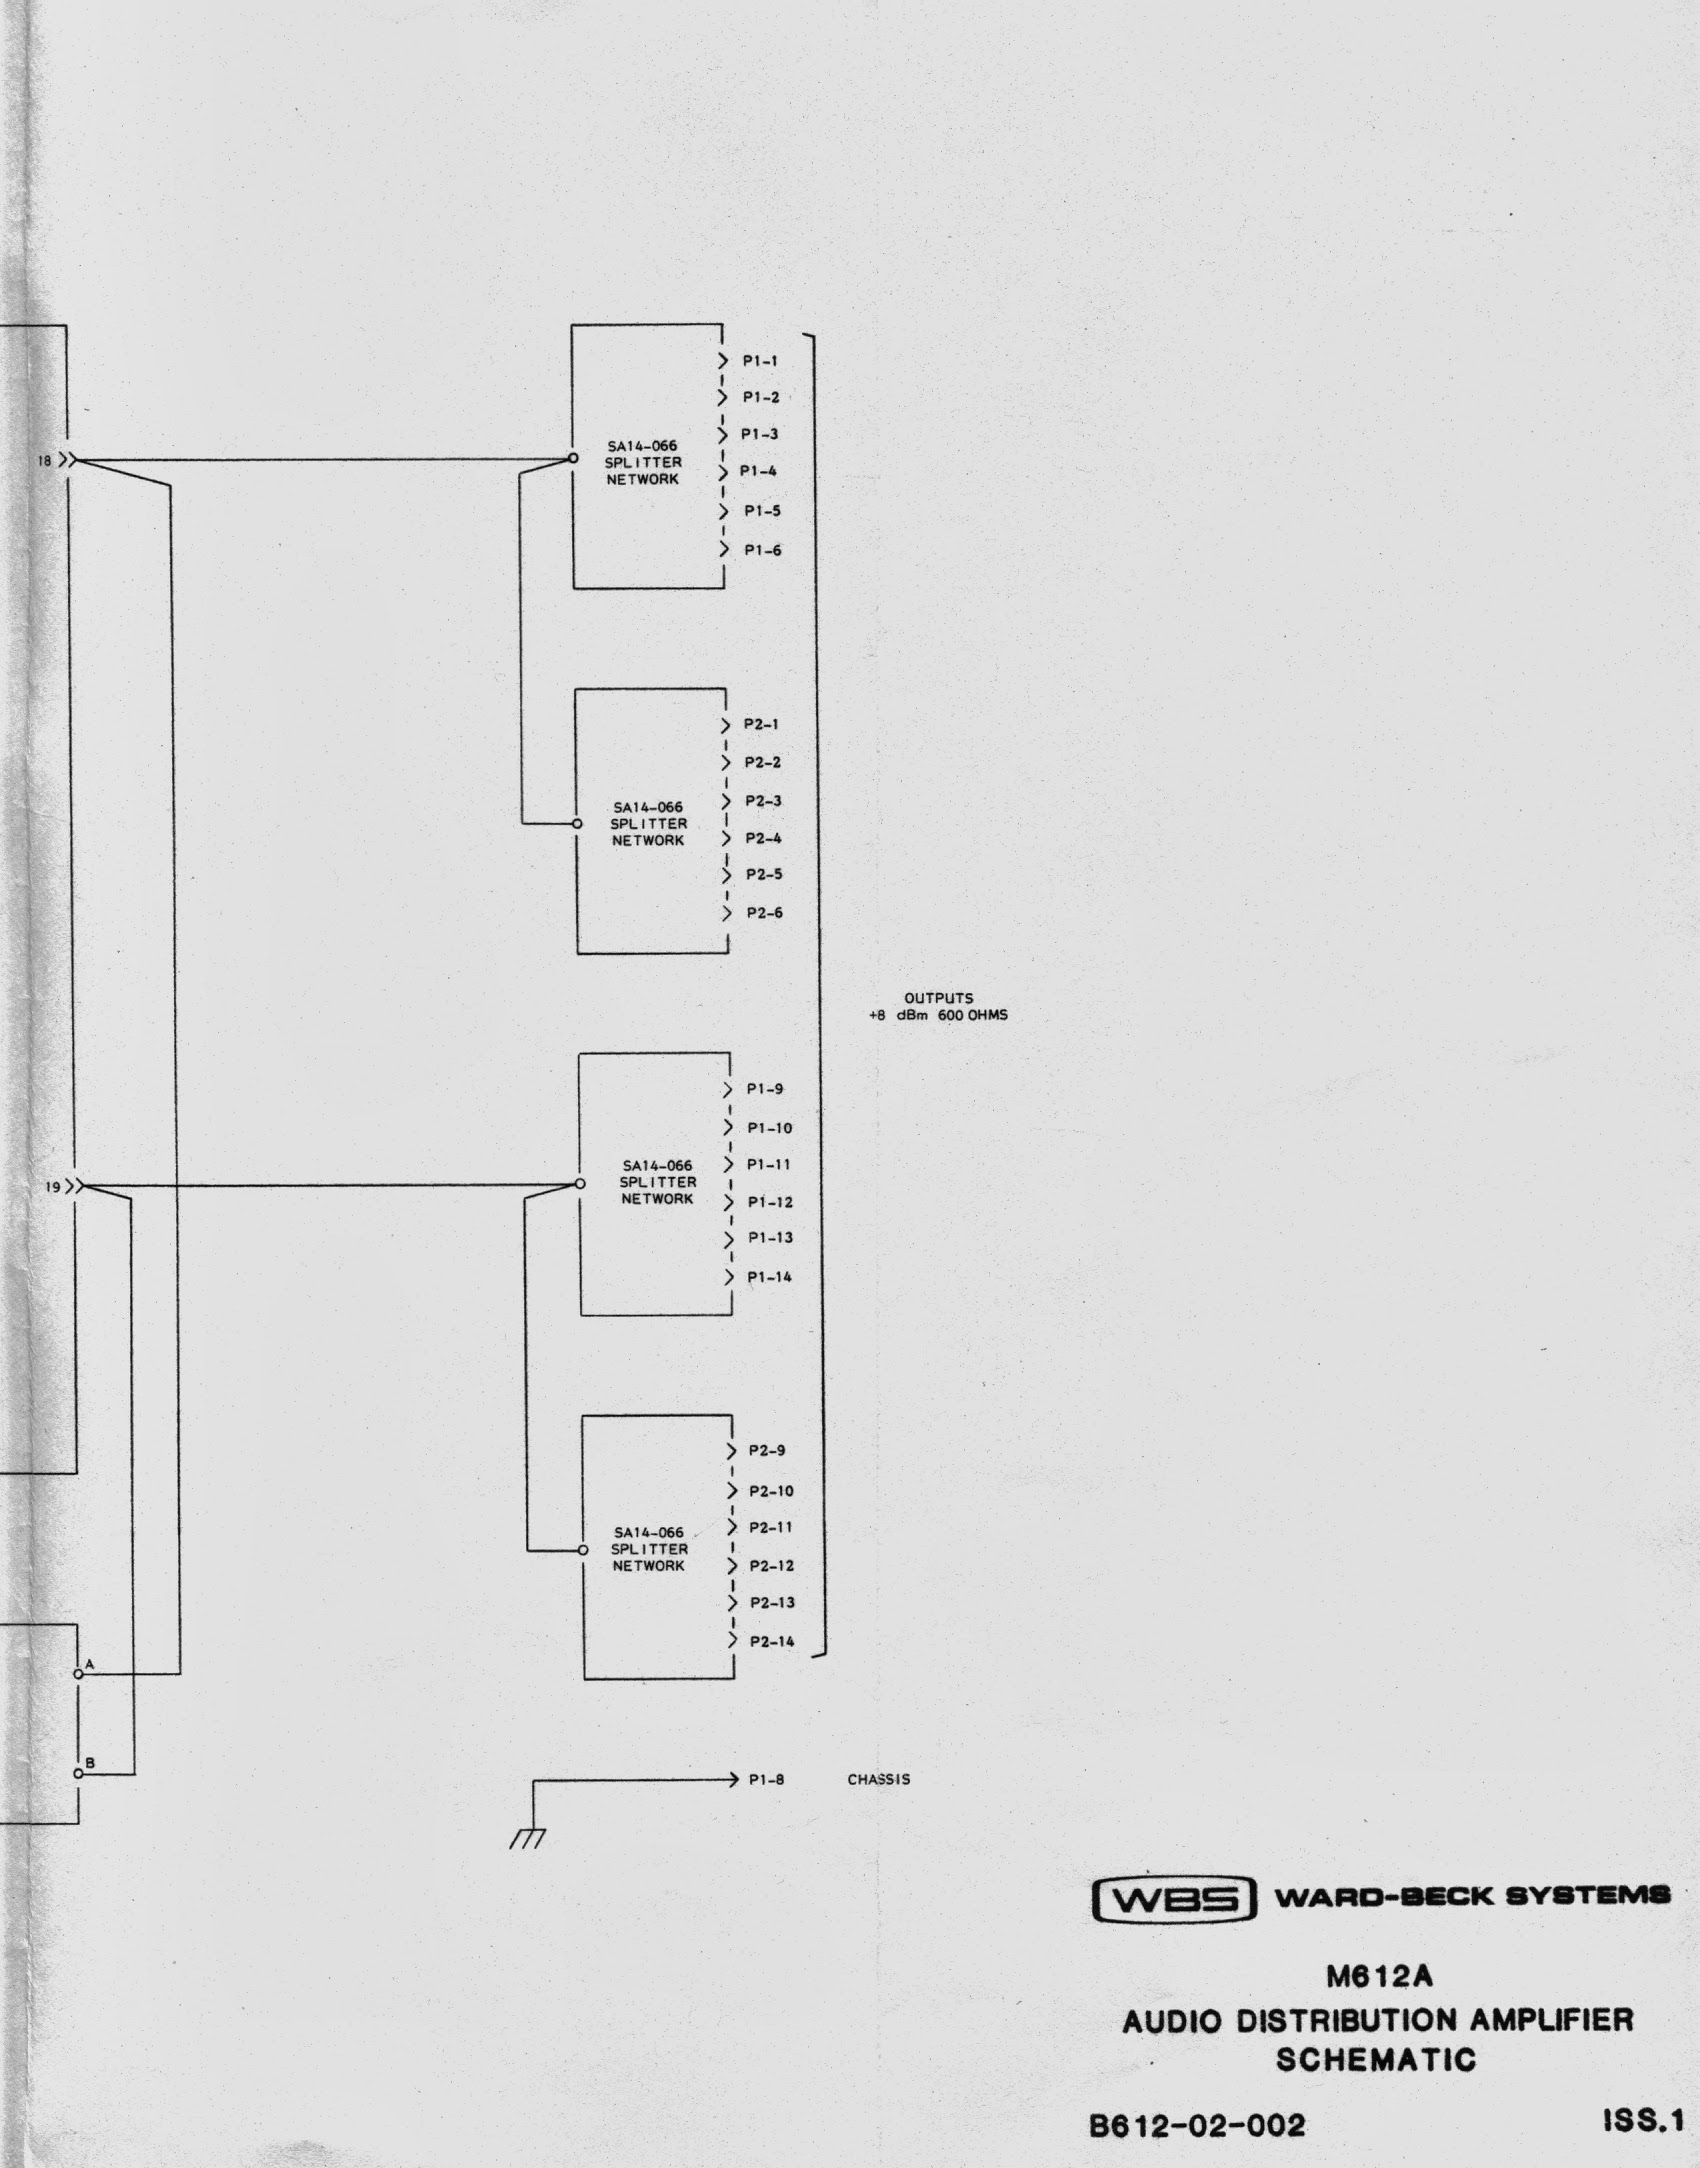 P1-1
P1-2
P1-3
18
SA14-066
SPLITTER
NETWORK
P1-4
P1-5
P1-6
P2-1
P2-2
P2-3
SA14-066
SPLITTER
NETWORK
P2-4
P2-5
P2-6
OUTPUTS
+8 dBm 600 OHMS
P1-9
P1-10
P1-11
19
SA14-066
SPLITTER
NETWORK
P1-12
P1-13
P1-14
P2-9
P2-10
P2-11
SA14-066
SPLITTER
NETWORK
P2-12
P2-13
P2-14
A
B
P1-8 CHASSIS
WBS WARD-BECK SYSTEMS
M612A
AUDIO DISTRIBUTION AMPLIFIER
SCHEMATIC
B612-02-002 ISS.1